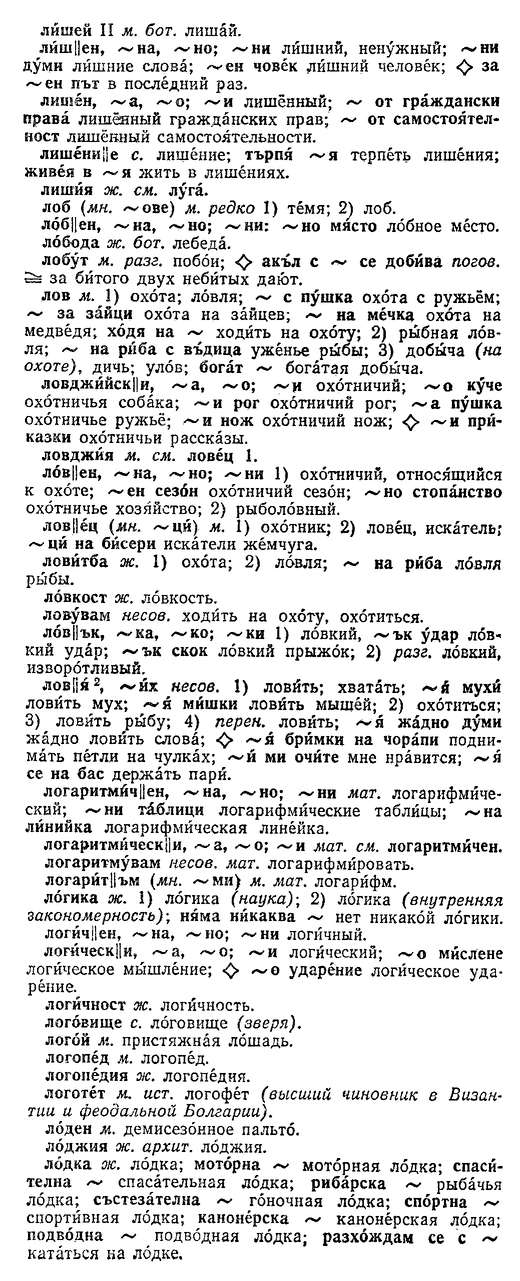 ли́шей II м. бот. лиша́й.
ли́ш||ен, ~на, ~но; ~ни ли́шний, нену́жный; ~ни
ду́ми ли́шние слова́; ~ен чове́к ли́шний челове́к; ◇ за
~ен път в после́дний раз.
лише́н, ~а, ~о; ~и лишённый; ~ от гра́ждански
права́ лишённый гражда́нских прав; ~ от самостоя́тел-
ност лишённый самостоя́тельности.
лише́ни||е с. лише́ние; търпя́ ~я терпе́ть лише́ния;
живе́я в ~я жить в лише́ниях.
лиши́я ж. см. луга́.
лоб (мн. ~ове) м. редко 1) те́мя; 2) лоб.
ло́б||ен, ~на, ~но; ~ни: ~но мя́сто ло́бное ме́сто.
ло́бода ж. бот. лебеда́.
лобу́т м. разг. побо́и; ◇ акъ́л с ~ се доби́ва погов.
≅ за би́того двух неби́тых даю́т.
лов м. 1) охо́та; ло́вля; ~ с пу́шка охо́та с ружьём;
~ за за́йци охо́та на за́йцев; ~ на ме́чка охо́та на
медве́дя; хо́дя на ~ ходи́ть на охо́ту; 2) ры́бная ло́в-
ля; ~ на ри́ба с въ́дица уже́нье ры́бы; 3) добы́ча (на
охоте), дичь; уло́в; бога́т ~ бога́тая добы́ча.
ловджи́йск||и, ~а, ~о; ~и охо́тничий; ~о ку́че
охо́тничья соба́ка; ~и рог охо́тничий рог; ~а пу́шка
охо́тничье ружьё; ~и нож охо́тничий нож; ◇ ~и при́-
казки охо́тничьи расска́зы.
ловджи́я м. см. лове́ц 1.
ло́в||ен, ~на, ~но; ~ни 1) охо́тничий, относя́щийся
к охо́те; ~ен сезо́н охо́тничий сезо́н; ~но стопа́нство
охо́тничье хозя́йство; 2) рыболо́вный.
лов||е́ц (мн. ~ци́) м. 1) охо́тник; 2) лове́ц, иска́тель;
~ци́ на би́сери иска́тели же́мчуга.
лови́тба ж. 1) охо́та; 2) ло́вля; ~ на ри́ба ло́вля
ры́бы.
ло́вкост ж. ло́вкость.
лову́вам несов. ходи́ть на охо́ту, охо́титься.
ло́в||ък, ~ка, ~ко; ~ки 1) ло́вкий, ~ък у́дар ло́в-
кий уда́р; ~ък скок ло́вкий прыжо́к; 2) разг. ло́вкий,
изворо́тливый.
лов||я́², ~и́х несов. 1) лови́ть; хвата́ть; ~я́ мухи́
лови́ть мух; ~я́ ми́шки лови́ть мыше́й; 2) охо́титься;
3) лови́ть ры́бу; 4) перен. лови́ть; ~я́ жа́дно ду́ми
жа́дно лови́ть слова́; ◇ ~я́ бри́мки на чора́пи подни-
ма́ть пе́тли на чулка́х; ~и́ ми очи́те мне нра́вится; ~я́
се на бас держа́ть пари́.
логаритми́ч||ен, ~на, ~но; ~ни мат. логарифми́че-
ский; ~ни табли́ци логарифми́ческие табли́цы; ~на
лини́йка логарифми́ческая лине́йка.
логаритми́ческ||и, ~а, ~о; ~и мат. см. логаритми́чен.
логаритму́вам несов. мат. логарифми́ровать.
логари́т||ъм (мн. ~ми) м. мат. логари́фм.
ло́гика ж. 1) ло́гика (наука); 2) ло́гика (внутренняя
закономерность); ня́ма ни́каква ~ нет никако́й ло́гики.
логи́ч||ен, ~на, ~но; ~ни логи́чный.
логи́ческ||и, ~а, ~о; ~и логи́ческий; ~о ми́слене
логи́ческое мышле́ние; ◇ ~о ударе́ние логи́ческое уда-
ре́ние.
логи́чност ж. логи́чность.
лого́вище с. ло́говище (зверя).
лого́й м. пристяжна́я ло́шадь.
логопе́д м. логопе́д.
логопе́дия ж. логопе́дия.
логоте́т м. ист. логофе́т (высший чиновник в Визан-
тии и феодальной Болгарии).
ло́ден м. демисезо́нное пальто́.
ло́джия ж. архит. ло́джия.
ло́дка ж. ло́дка; мото́рна ~ мото́рная ло́дка; спаси́-
телна ~ спаса́тельная ло́дка; риба́рска ~ рыба́чья
ло́дка; състеза́телна ~ го́ночная ло́дка; спо́ртна ~
спорти́вная ло́дка; каноне́рска ~ каноне́рская ло́дка;
подво́дна ~ подво́дная ло́дка; разхо́ждам се с ~
ката́ться на ло́дке.